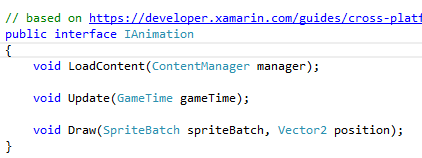 // based on https://developer.xamarin.com/guides/cross-platf
public interface IAnimation
{
    void LoadContent(ContentManager manager);
    void Update(GameTime gameTime);
    void Draw(SpriteBatch spriteBatch, Vector2 position);
}